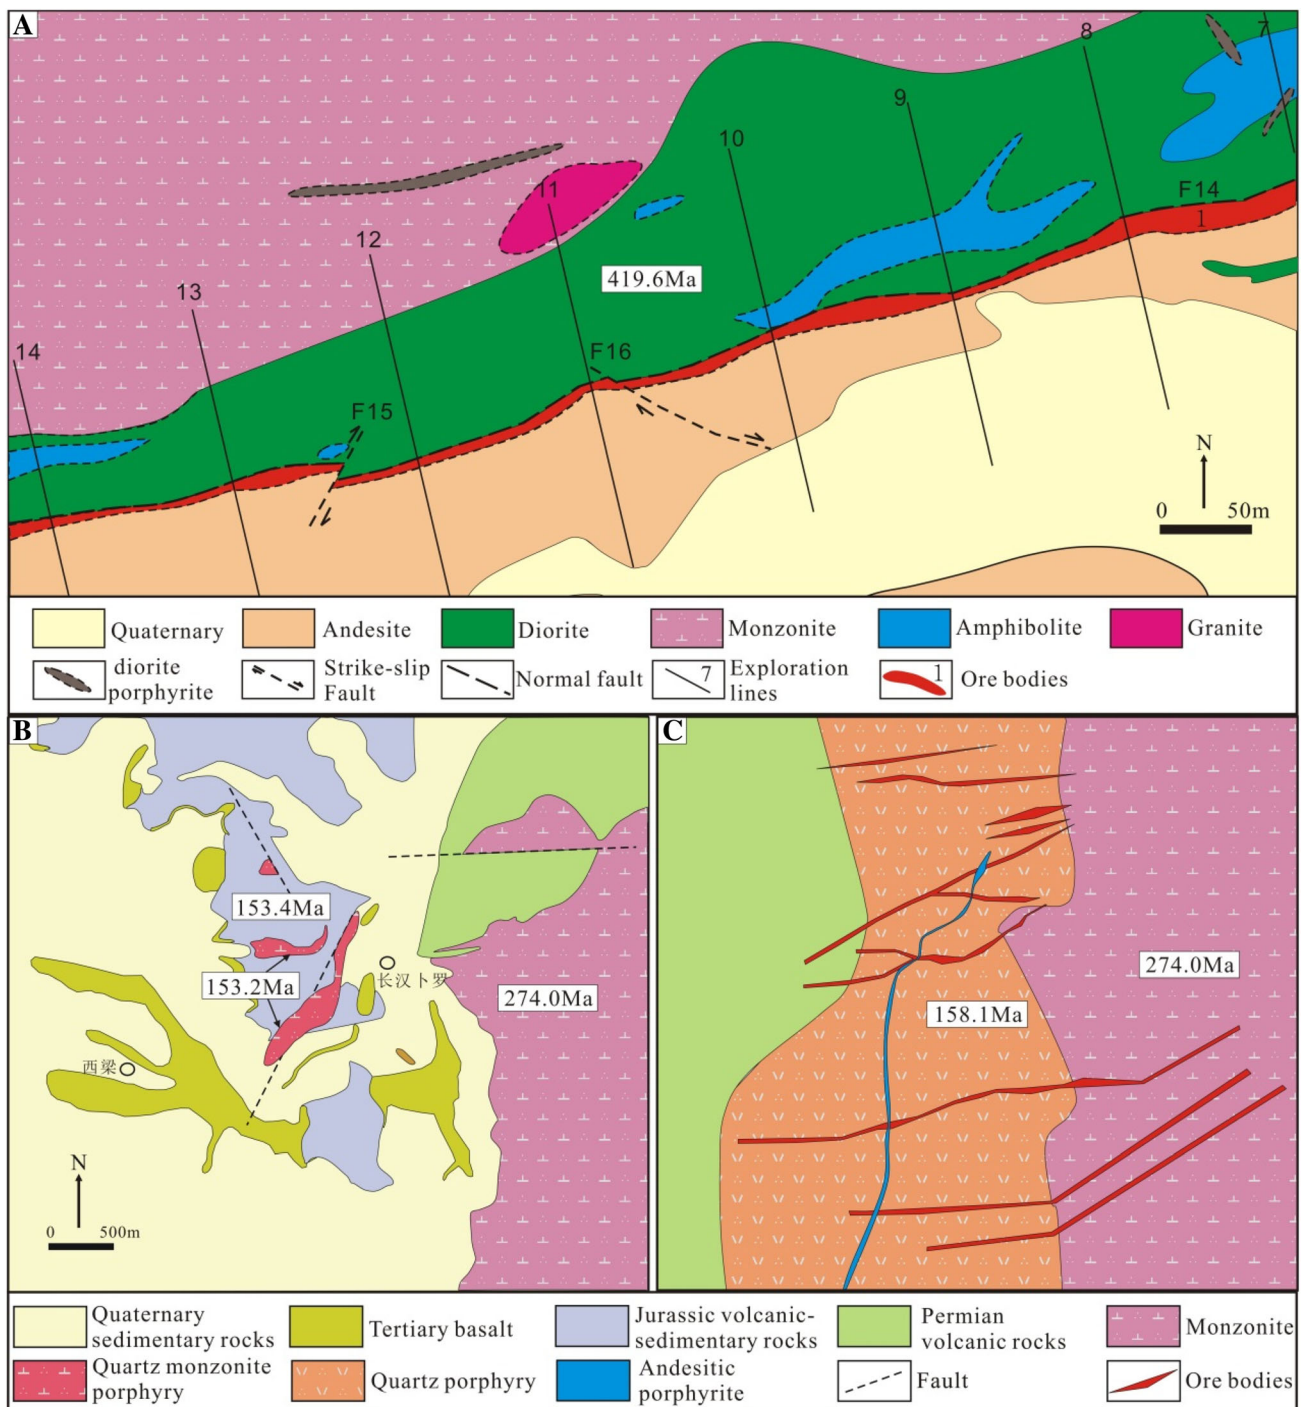 A
7
8
9
F14
1
10
11
12
419.6Ma
13
F16
14
F15
N
0 50m
Quaternary
Andesite
Diorite
Monzonite
Amphibolite
Granite
diorite
porphyrite
Strike-slip
Fault
Normal fault
7
Exploration
lines
1
Ore bodies
B
153.4Ma
长汉卜罗
153.2Ma
274.0Ma
西梁
N
0 500m
C
274.0Ma
158.1Ma
Quaternary
sedimentary rocks
Tertiary basalt
Jurassic volcanic-
sedimentary rocks
Permian
volcanic rocks
Monzonite
Quartz monzonite
porphyry
Quartz porphyry
Andesitic
porphyrite
Fault
Ore bodies